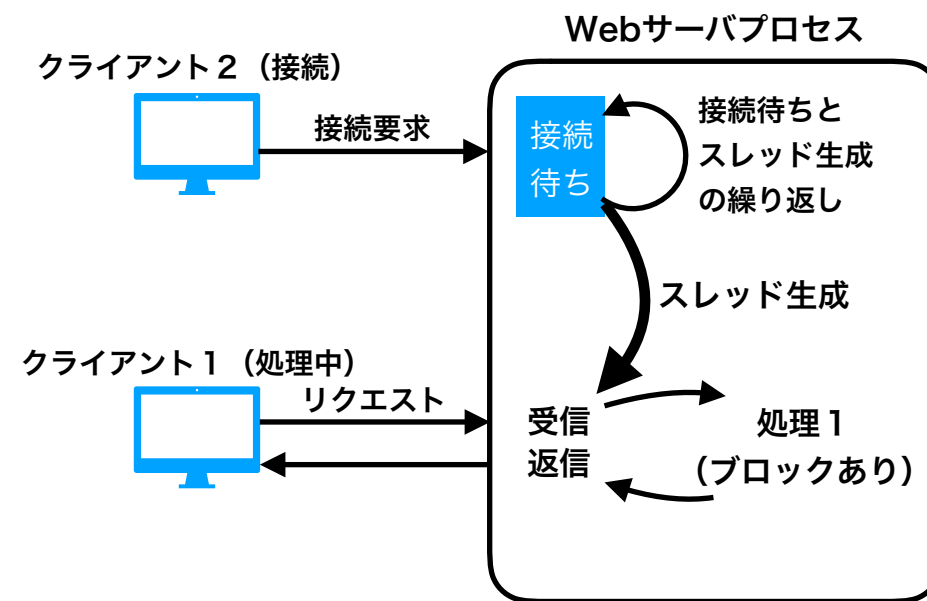 Webサーバプロセス
クライアント２（接続）
接続要求
接続
待ち
接続待ちと
スレッド生成
の繰り返し
スレッド生成
クライアント１（処理中）
リクエスト
受信
返信
処理１
（ブロックあり）